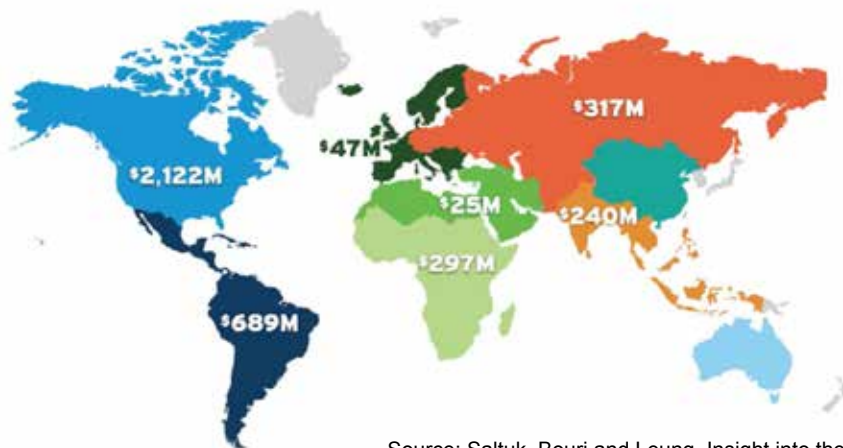 $317M
$47M
$2,122M
$25M
$240M
$297M
$689M
Source: Saltuk, Bouri and Leung, Insight into the